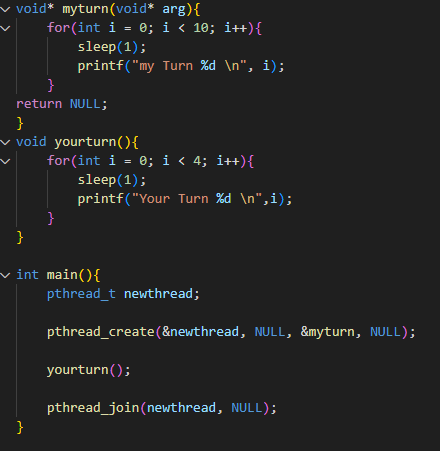 void* myturn(void* arg){
    for(int i = 0; i < 10; i++){
        sleep(1);
        printf("my Turn %d \n", i);
    }
return NULL;
}
void yourturn(){
    for(int i = 0; i < 4; i++){
        sleep(1);
        printf("Your Turn %d \n",i);
    }
}

int main(){
    pthread_t newthread;

    pthread_create(&newthread, NULL, &myturn, NULL);

    yourturn();

    pthread_join(newthread, NULL);
}